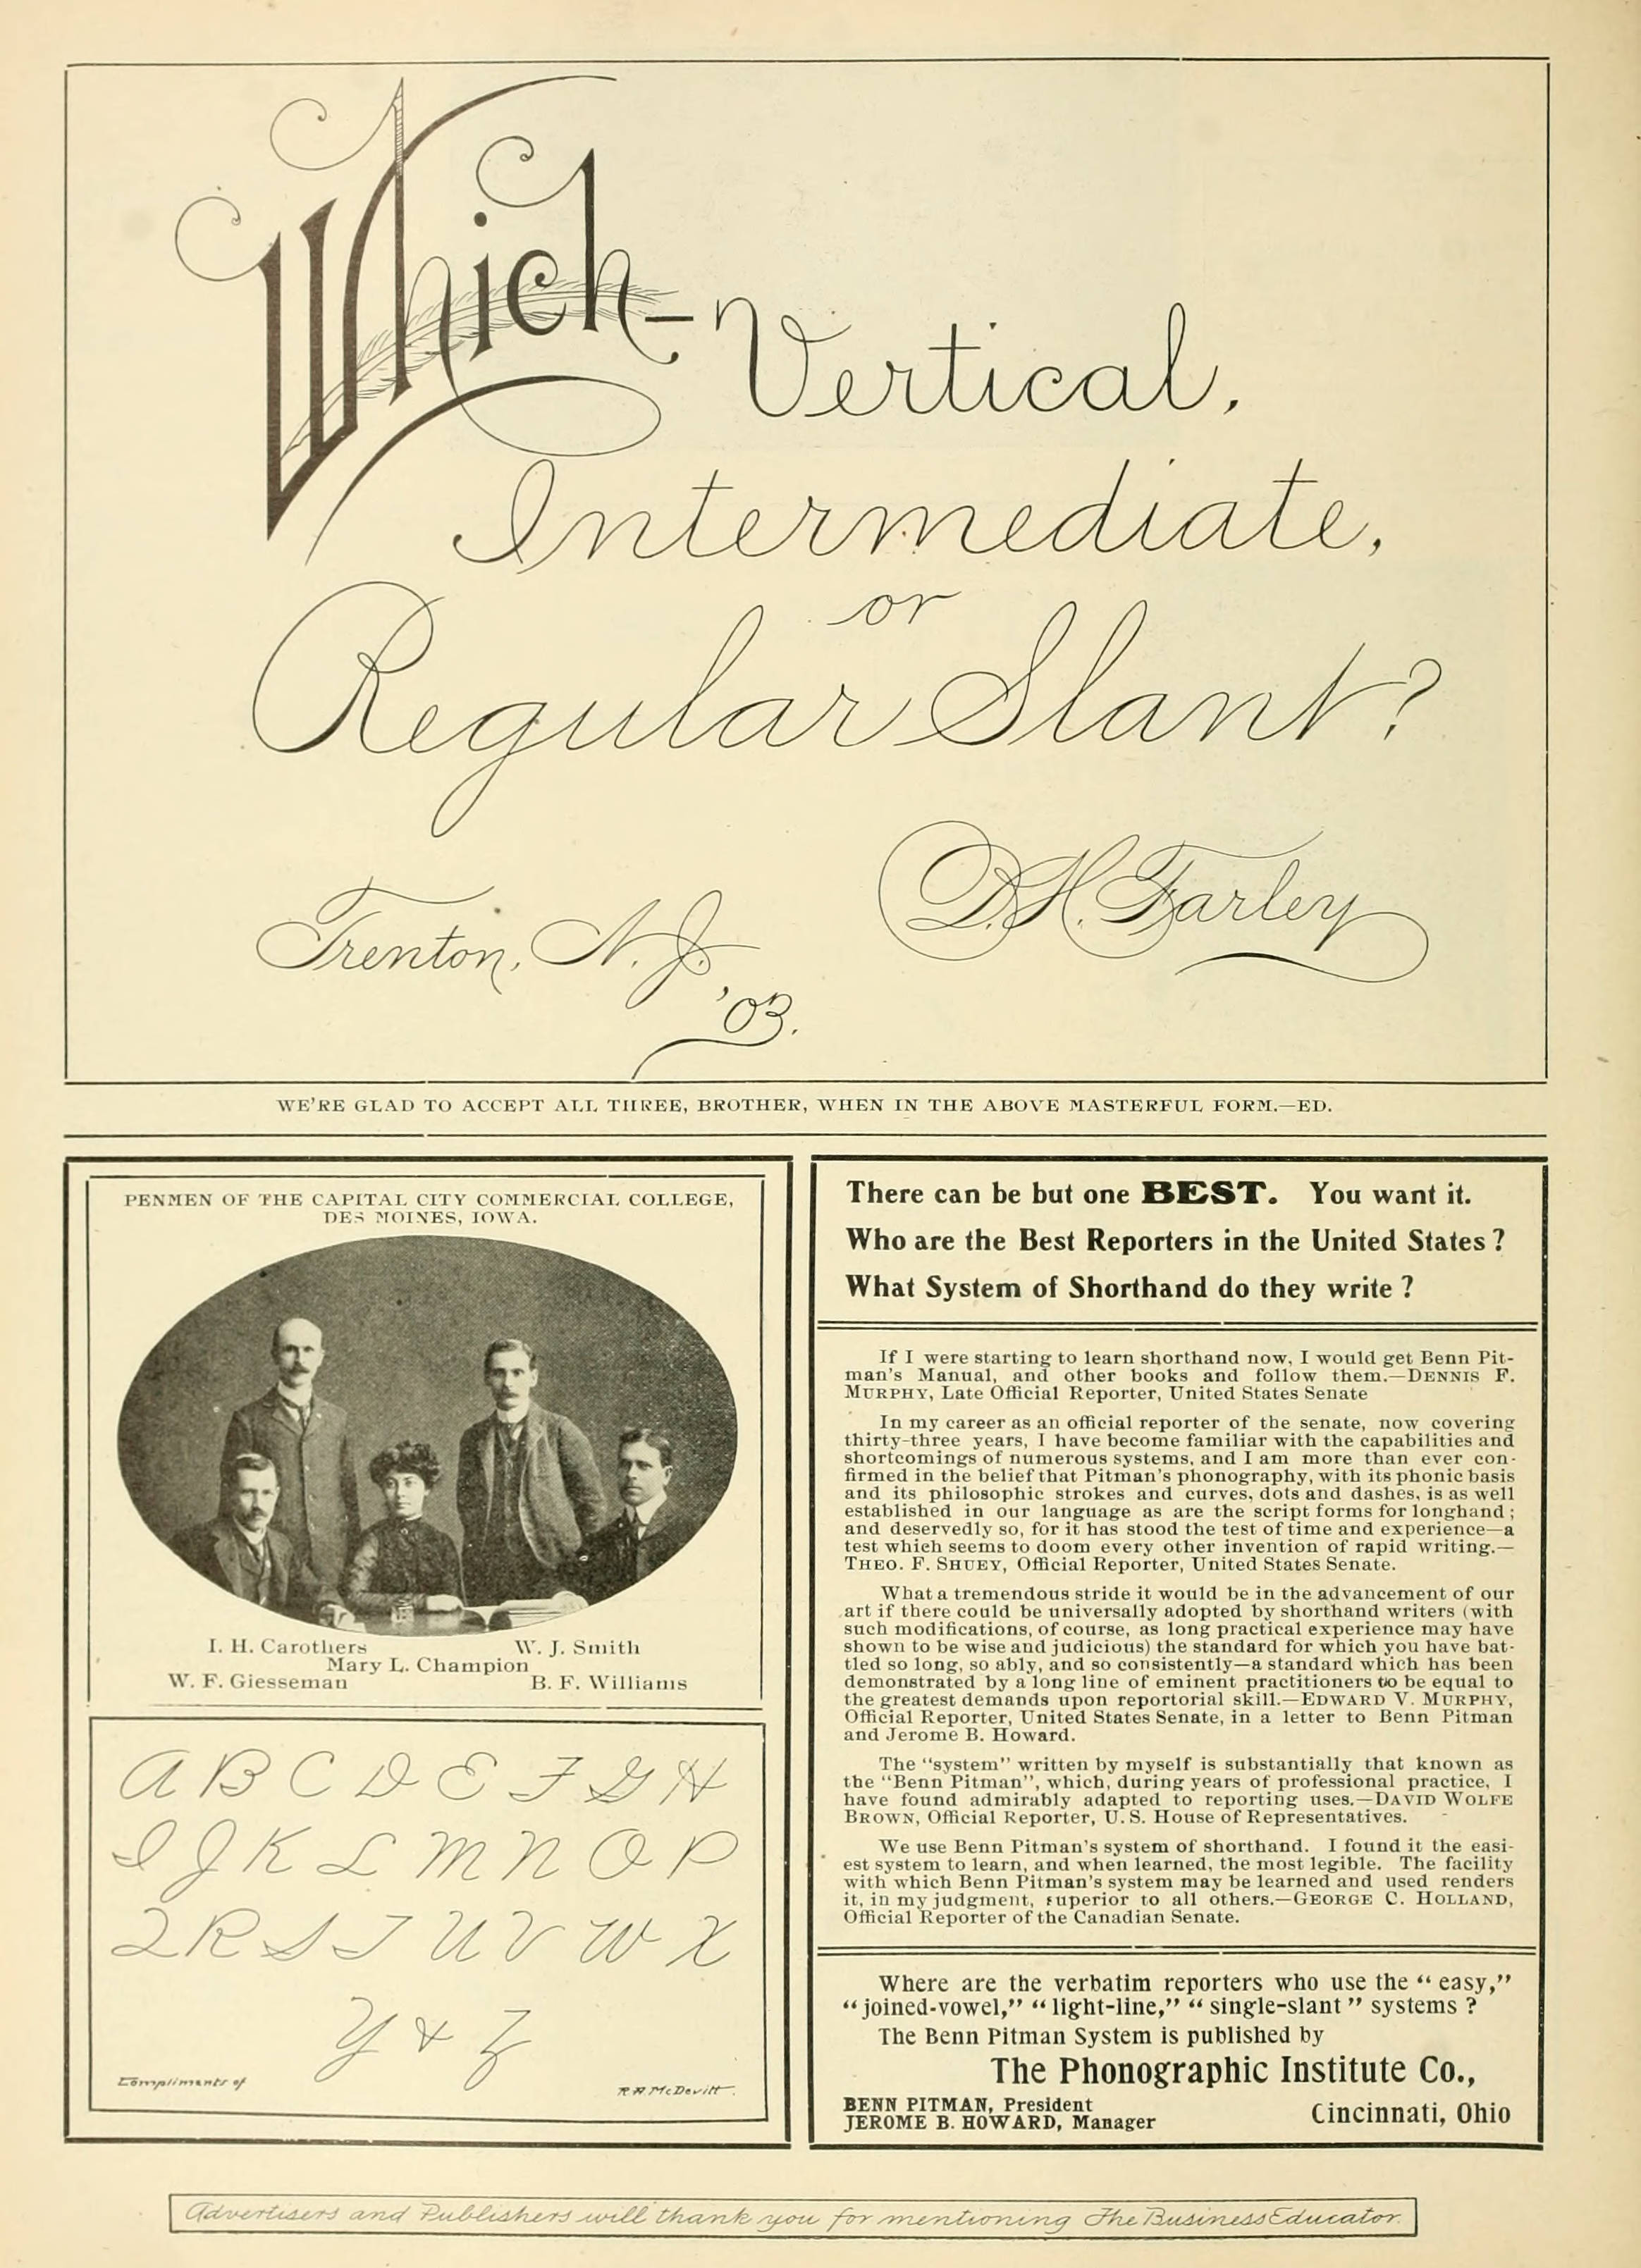 Which—Vertical,
Intermediate,
or
Regular Slant?
D.H. Farley
Trenton, N.J.
'03.
WE'RE GLAD TO ACCEPT ALL THREE, BROTHER, WHEN IN THE ABOVE MASTERFUL FORM.—ED.
PENMEN OF THE CAPITAL CITY COMMERCIAL COLLEGE,
DES MOINES, IOWA.
I. H. Carothers W. J. Smith
Mary L. Champion
W. F. Giesseman B. F. Williams
A B C D E F G H
I J K L M N O P
Q R S T U V W X
Y & Z
Compliments of R.A. McDevitt.
There can be but one BEST. You want it.
Who are the Best Reporters in the United States?
What System of Shorthand do they write?
If I were starting to learn shorthand now, I would get Benn Pit-
man's Manual, and other books and follow them.—DENNIS F.
MURPHY, Late Official Reporter, United States Senate
In my career as an official reporter of the senate, now covering
thirty-three years, I have become familiar with the capabilities and
shortcomings of numerous systems, and I am more than ever con-
firmed in the belief that Pitman's phonography, with its phonic basis
and its philosophic strokes and curves, dots and dashes, is as well
established in our language as are the script forms for longhand;
and deservedly so, for it has stood the test of time and experience—a
test which seems to doom every other invention of rapid writing.—
THEO. F. SHUEY, Official Reporter, United States Senate.
What a tremendous stride it would be in the advancement of our
art if there could be universally adopted by shorthand writers (with
such modifications, of course, as long practical experience may have
shown to be wise and judicious) the standard for which you have bat-
tled so long, so ably, and so consistently—a standard which has been
demonstrated by a long line of eminent practitioners to be equal to
the greatest demands upon reportorial skill.—EDWARD V. MURPHY,
Official Reporter, United States Senate, in a letter to Benn Pitman
and Jerome B. Howard.
The "system" written by myself is substantially that known as
the "Benn Pitman", which, during years of professional practice, I
have found admirably adapted to reporting uses.—DAVID WOLFE
BROWN, Official Reporter, U. S. House of Representatives.
We use Benn Pitman's system of shorthand. I found it the easi-
est system to learn, and when learned, the most legible. The facility
with which Benn Pitman's system may be learned and used renders
it, in my judgment, superior to all others.—GEORGE C. HOLLAND,
Official Reporter of the Canadian Senate.
Where are the verbatim reporters who use the "easy,"
"joined-vowel," "light-line," "single-slant" systems?
The Benn Pitman System is published by
The Phonographic Institute Co.,
BENN PITMAN, President
JEROME B. HOWARD, Manager
Cincinnati, Ohio
Advertisers and Publishers will thank you for mentioning The Business Educator.